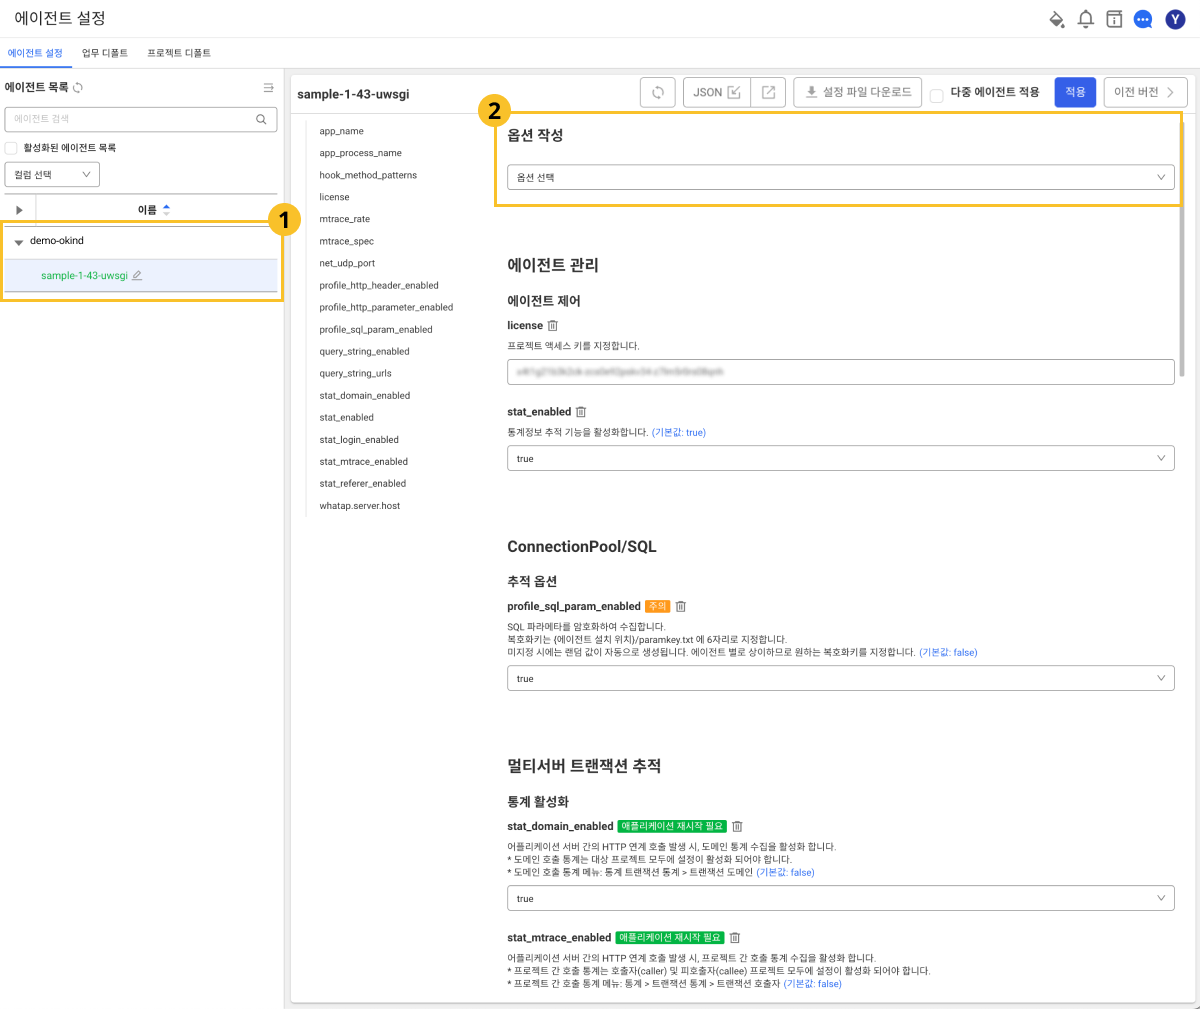 에이전트 설정
Y
에이전트 설정
업무 디폴트
프로젝트 디폴트
에이전트 목록
에이전트 검색
활성화된 에이전트 목록
컬럼 선택
이름
1
demo-okind
sample-1-43-uwsgi
sample-1-43-uwsgi
JSON
설정 파일 다운로드
다중 에이전트 적용
적용
이전 버전
2
app_name
app_process_name
hook_method_patterns
license
mtrace_rate
mtrace_spec
net_udp_port
profile_http_header_enabled
profile_http_parameter_enabled
profile_sql_param_enabled
query_string_enabled
query_string_urls
stat_domain_enabled
stat_enabled
stat_login_enabled
stat_mtrace_enabled
stat_referer_enabled
whatap.server.host
옵션 작성
옵션 선택
에이전트 관리
에이전트 제어
license
프로젝트 액세스 키를 지정합니다.
stat_enabled
통계정보 추적 기능을 활성화합니다. (기본값: true)
true
ConnectionPool/SQL
추적 옵션
profile_sql_param_enabled 주의
SQL 파라메타를 암호화하여 수집합니다.
복호화키는 {에이전트 설치 위치}/paramkey.txt 에 6자리로 지정합니다.
미지정 시에는 랜덤 값이 자동으로 생성됩니다. 에이전트 별로 상이하므로 원하는 복호화키를 지정합니다. (기본값: false)
true
멀티서버 트랜잭션 추적
통계 활성화
stat_domain_enabled 애플리케이션 재시작 필요
어플리케이션 서버 간의 HTTP 연계 호출 발생 시, 도메인 통계 수집을 활성화 합니다.
* 도메인 호출 통계는 대상 프로젝트 모두에 설정이 활성화 되어야 합니다.
* 도메인 호출 통계 메뉴: 통계 트랜잭션 통계 > 트랜잭션 도메인 (기본값: false)
true
stat_mtrace_enabled 애플리케이션 재시작 필요
어플리케이션 서버 간의 HTTP 연계 호출 발생 시, 프로젝트 간 호출 통계 수집을 활성화 합니다.
* 프로젝트 간 호출 통계는 호출자(caller) 및 피호출자(callee) 프로젝트 모두에 설정이 활성화 되어야 합니다.
* 프로젝트 간 호출 통계 메뉴: 통계 > 트랜잭션 통계 > 트랜잭션 호출자 (기본값: false)